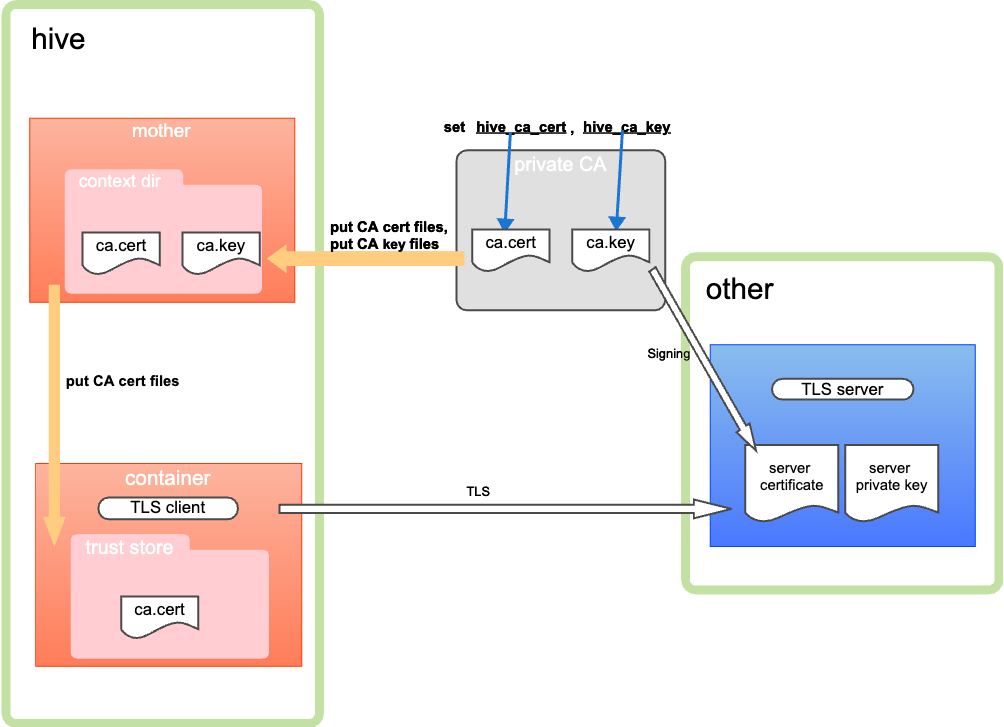 hive
mother
context dir
ca.cert
ca.key
set hive_ca_cert , hive_ca_key
private CA
ca.cert
ca.key
put CA cert files,
put CA key files
other
Signing
TLS server
server
certificate
server
private key
put CA cert files
container
TLS client
TLS
trust store
ca.cert